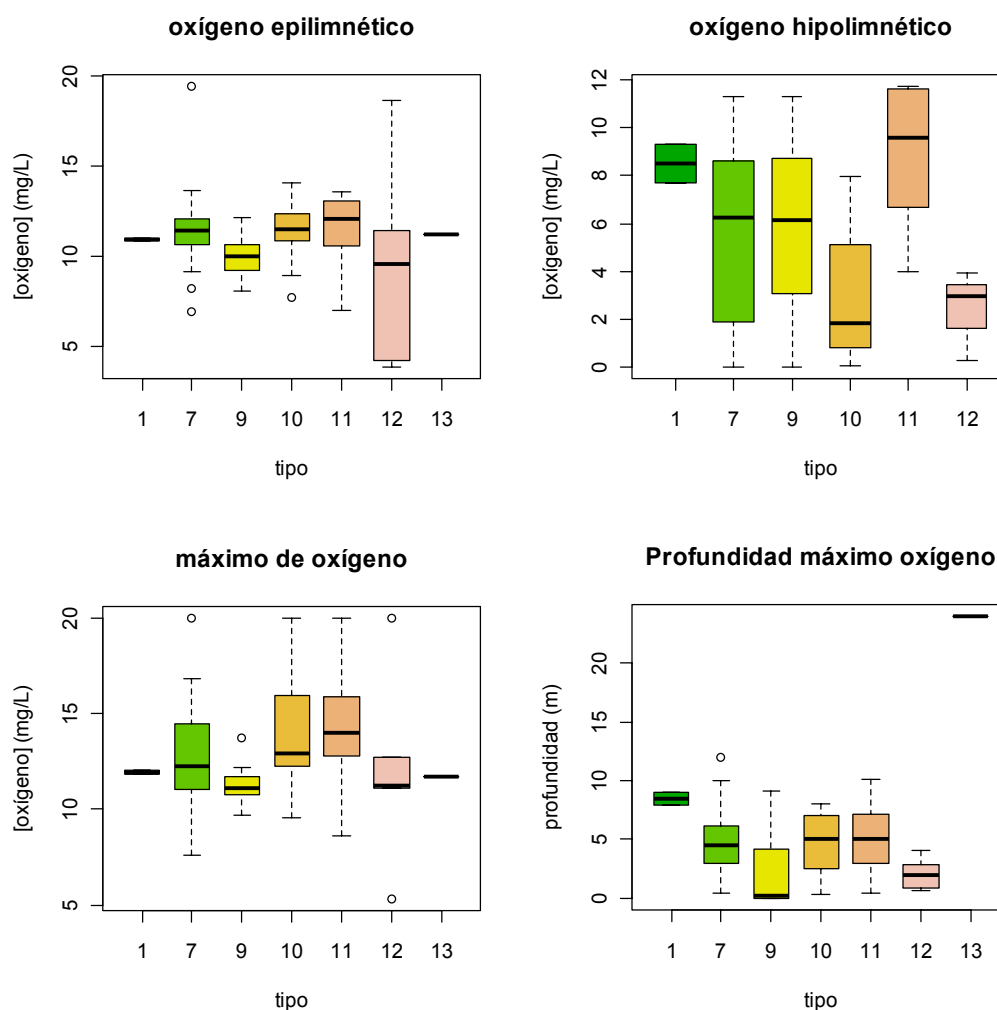 oxígeno epilimnético
[oxígeno] (mg/L)
20
15
10
5
1 7 9 10 11 12 13
tipo
oxígeno hipolimnético
[oxígeno] (mg/L)
12
10
8
6
4
2
0
1 7 9 10 11 12
tipo
máximo de oxígeno
[oxígeno] (mg/L)
20
15
10
5
1 7 9 10 11 12 13
tipo
Profundidad máximo oxígeno
profundidad (m)
20
15
10
5
0
1 7 9 10 11 12 13
tipo